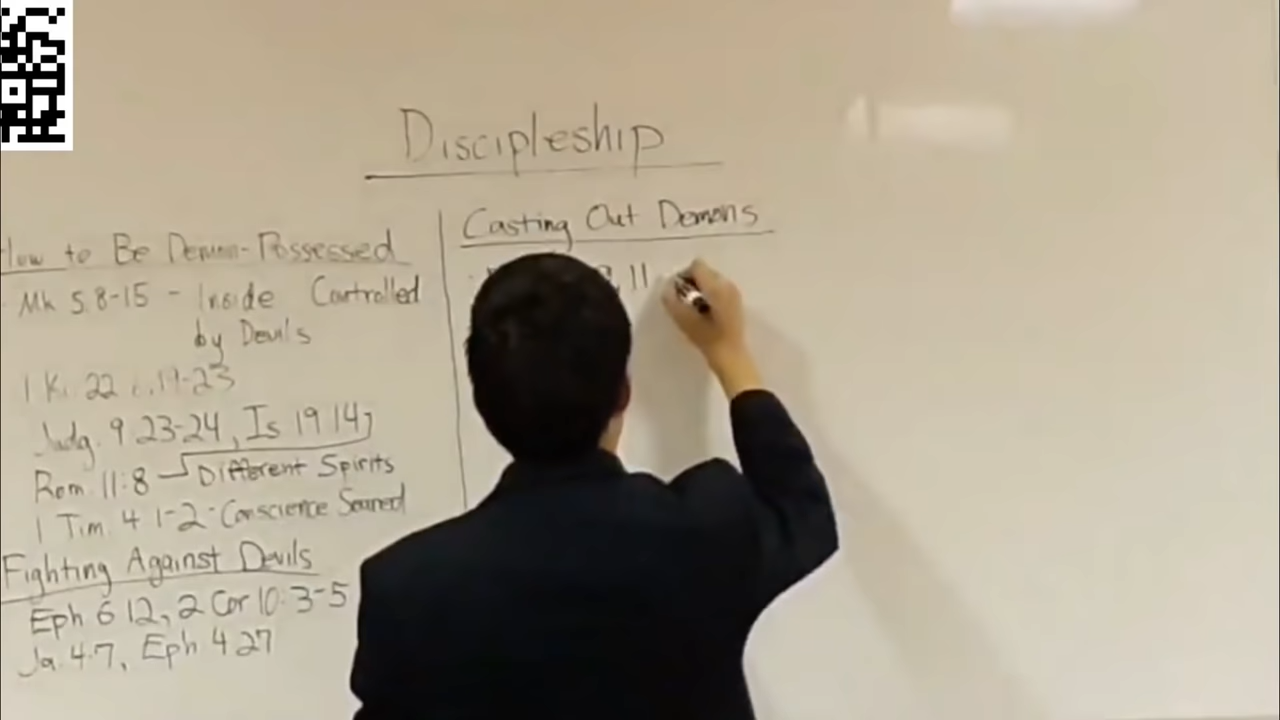 Discipleship
How to Be Demon-Possessed
Mk 5.8-15 - Inside Controlled
by Devils
1 Ki. 22 19-23
Judg. 9 23-24, Is 19 14
Rom. 11:8 Different Spirits
1 Tim. 4 1-2 - Conscience Seared
Fighting Against Devils
Eph 6 12, 2 Cor 10:3-5
Ja. 4.7, Eph 4 27
Casting Out Demons
, 11